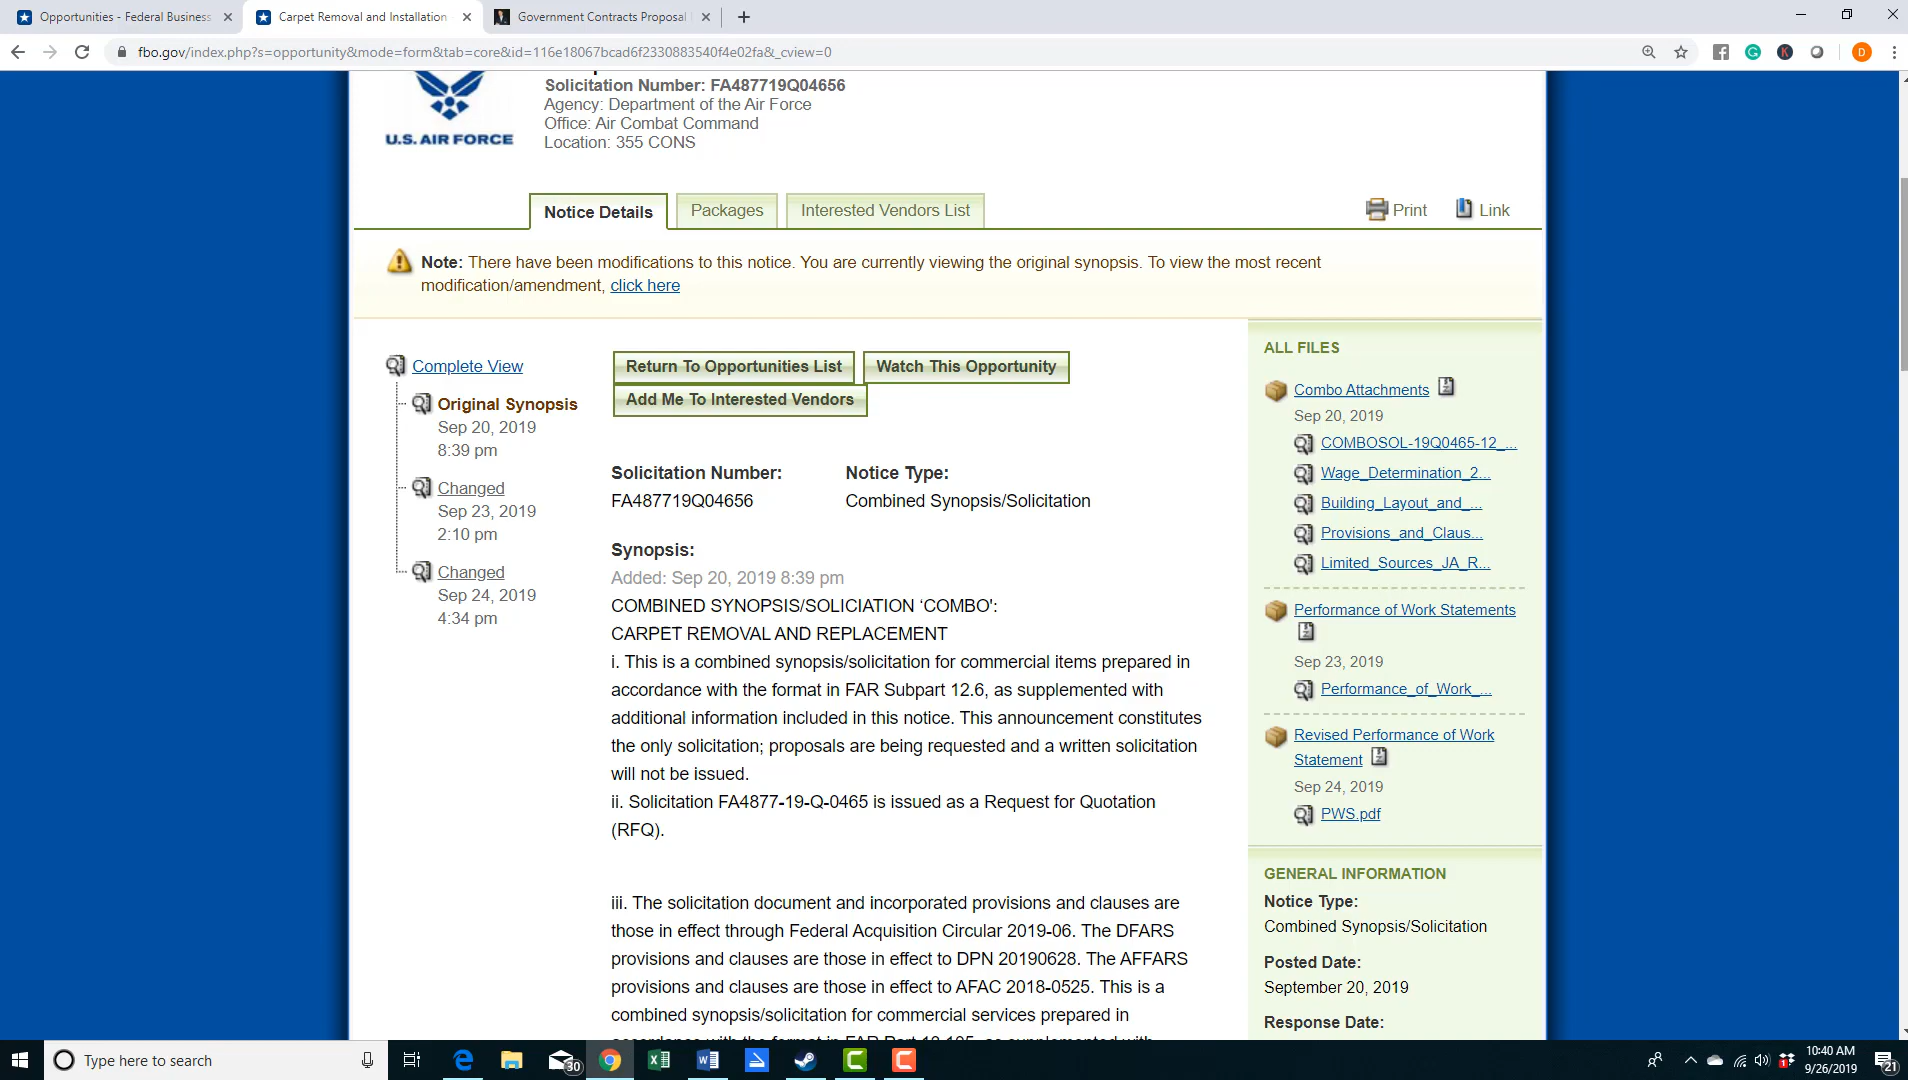 Opportunities - Federal Business
Carpet Removal and Installation
Government Contracts Proposal
fbo.gov/index.php?s=opportunity&mode=form&tab=core&id=116e18067bcad6f2330883540f4e02fa&_cview=0
U.S. AIR FORCE
Solicitation Number: FA487719Q04656
Agency: Department of the Air Force
Office: Air Combat Command
Location: 355 CONS
Notice Details
Packages
Interested Vendors List
Print
Link
Note: There have been modifications to this notice. You are currently viewing the original synopsis. To view the most recent
modification/amendment, click here
Complete View
Original Synopsis
Sep 20, 2019
8:39 pm
Changed
Sep 23, 2019
2:10 pm
Changed
Sep 24, 2019
4:34 pm
Return To Opportunities List
Watch This Opportunity
Add Me To Interested Vendors
Solicitation Number:
FA487719Q04656
Notice Type:
Combined Synopsis/Solicitation
Synopsis:
Added: Sep 20, 2019 8:39 pm
COMBINED SYNOPSIS/SOLICIATION ‘COMBO':
CARPET REMOVAL AND REPLACEMENT
i. This is a combined synopsis/solicitation for commercial items prepared in
accordance with the format in FAR Subpart 12.6, as supplemented with
additional information included in this notice. This announcement constitutes
the only solicitation; proposals are being requested and a written solicitation
will not be issued.
ii. Solicitation FA4877-19-Q-0465 is issued as a Request for Quotation
(RFQ).
iii. The solicitation document and incorporated provisions and clauses are
those in effect through Federal Acquisition Circular 2019-06. The DFARS
provisions and clauses are those in effect to DPN 20190628. The AFFARS
provisions and clauses are those in effect to AFAC 2018-0525. This is a
combined synopsis/solicitation for commercial services prepared in
ALL FILES
Combo Attachments
Sep 20, 2019
COMBOSOL-19Q0465-12_...
Wage_Determination_2...
Building_Layout_and_...
Provisions_and_Claus...
Limited_Sources_JA_R...
Performance of Work Statements
Sep 23, 2019
Performance_of_Work_...
Revised Performance of Work
Statement
Sep 24, 2019
PWS.pdf
GENERAL INFORMATION
Notice Type:
Combined Synopsis/Solicitation
Posted Date:
September 20, 2019
Response Date:
Type here to search
30
10:40 AM
9/26/2019
21